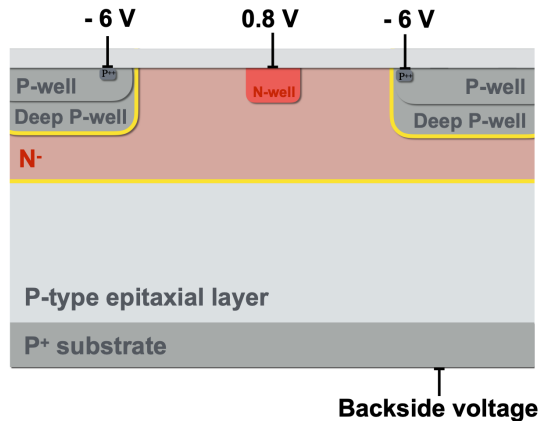 - 6 V
0.8 V
- 6 V
P++
P++
P-well
N-well
P-well
Deep P-well
Deep P-well
N-
P-type epitaxial layer
P+ substrate
Backside voltage